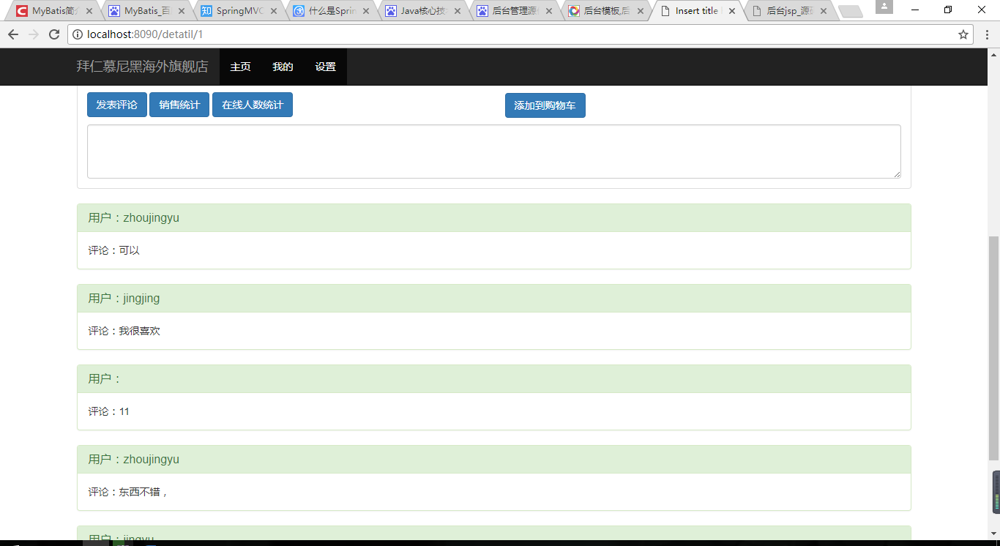 MyBatis简介
MyBatis_百
SpringMVC
什么是Sprin
Java核心技
后台管理源
后台模板,后
Insert title
后台jsp_源
localhost:8090/detatil/1
拜仁慕尼黑海外旗舰店 主页 我的 设置
发表评论 销售统计 在线人数统计 添加到购物车
用户：zhoujingyu
评论：可以
用户：jingjing
评论：我很喜欢
用户：
评论：11
用户：zhoujingyu
评论：东西不错，
用户：jingyu